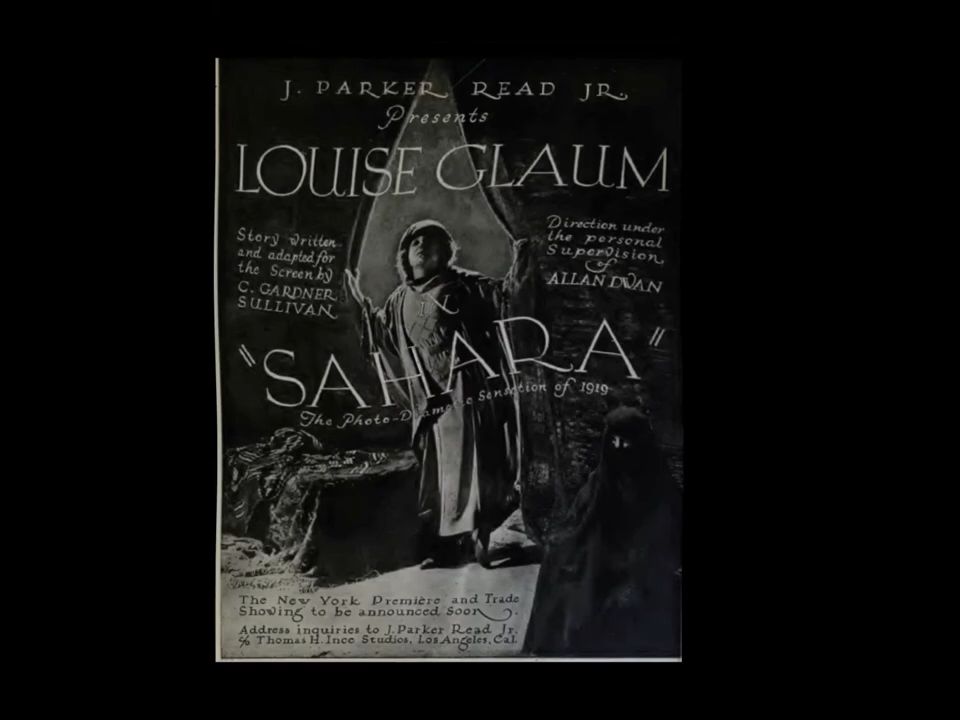 J. PARKER READ JR.
Presents
LOUISE GLAUM
Story written
and adapted for
the Screen by
C. GARDNER
SULLIVAN
Direction under
the personal
Supervision
of
ALLAN DWAN
IN
"SAHARA"
The Photo-Dramatic Sensation of 1919
The New York Première and Trade
Showing to be announced soon.
Address inquiries to J. Parker Read Jr.
c/o Thomas H. Ince Studios, Los Angeles, Cal.